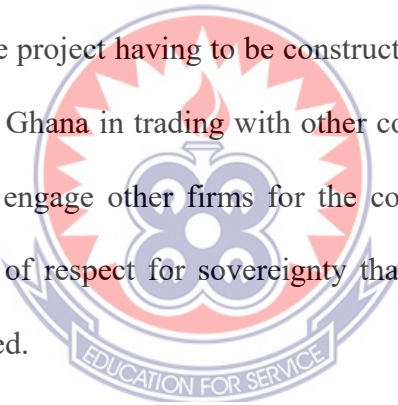 e project having to be construct
Ghana in trading with other co
engage other firms for the co
of respect for sovereignty tha
ed.
EDUCATION FOR SERVICE